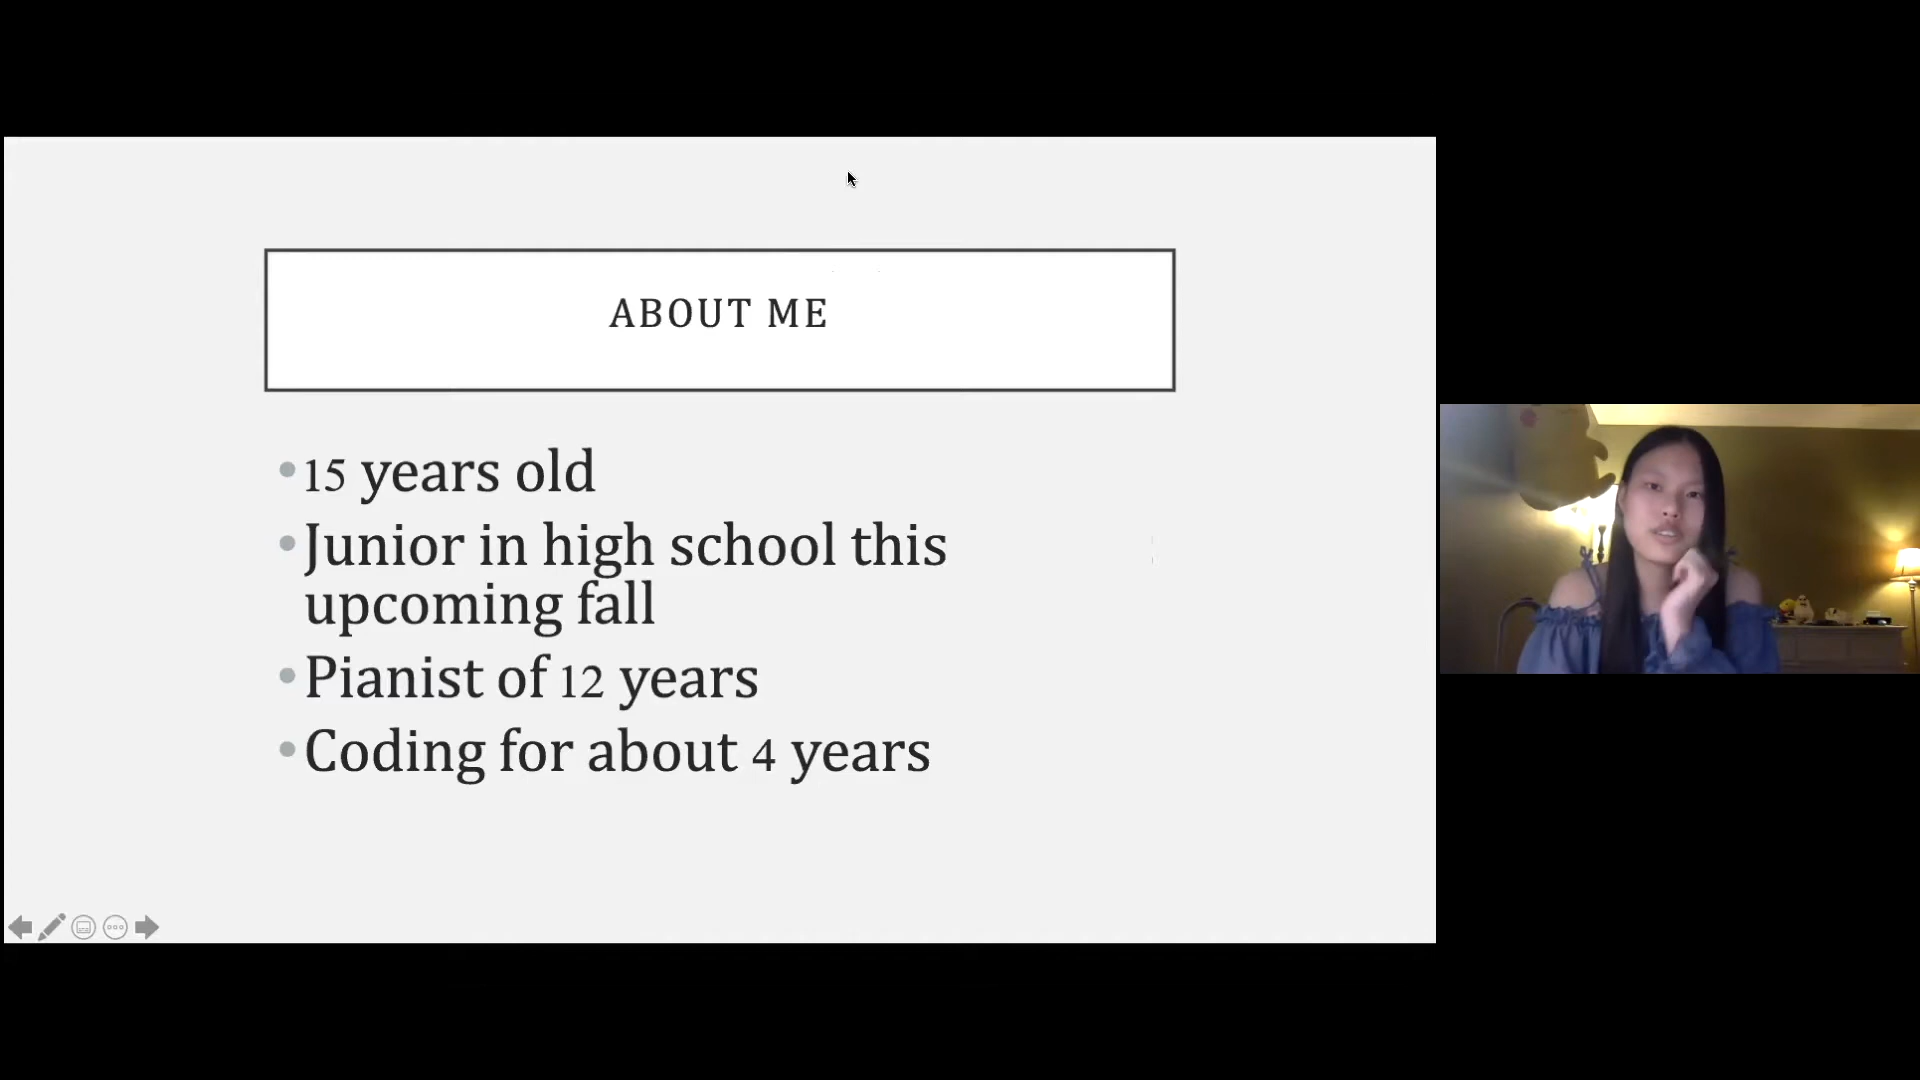 ABOUT ME
15 years old
Junior in high school this
upcoming fall
Pianist of 12 years
Coding for about 4 years